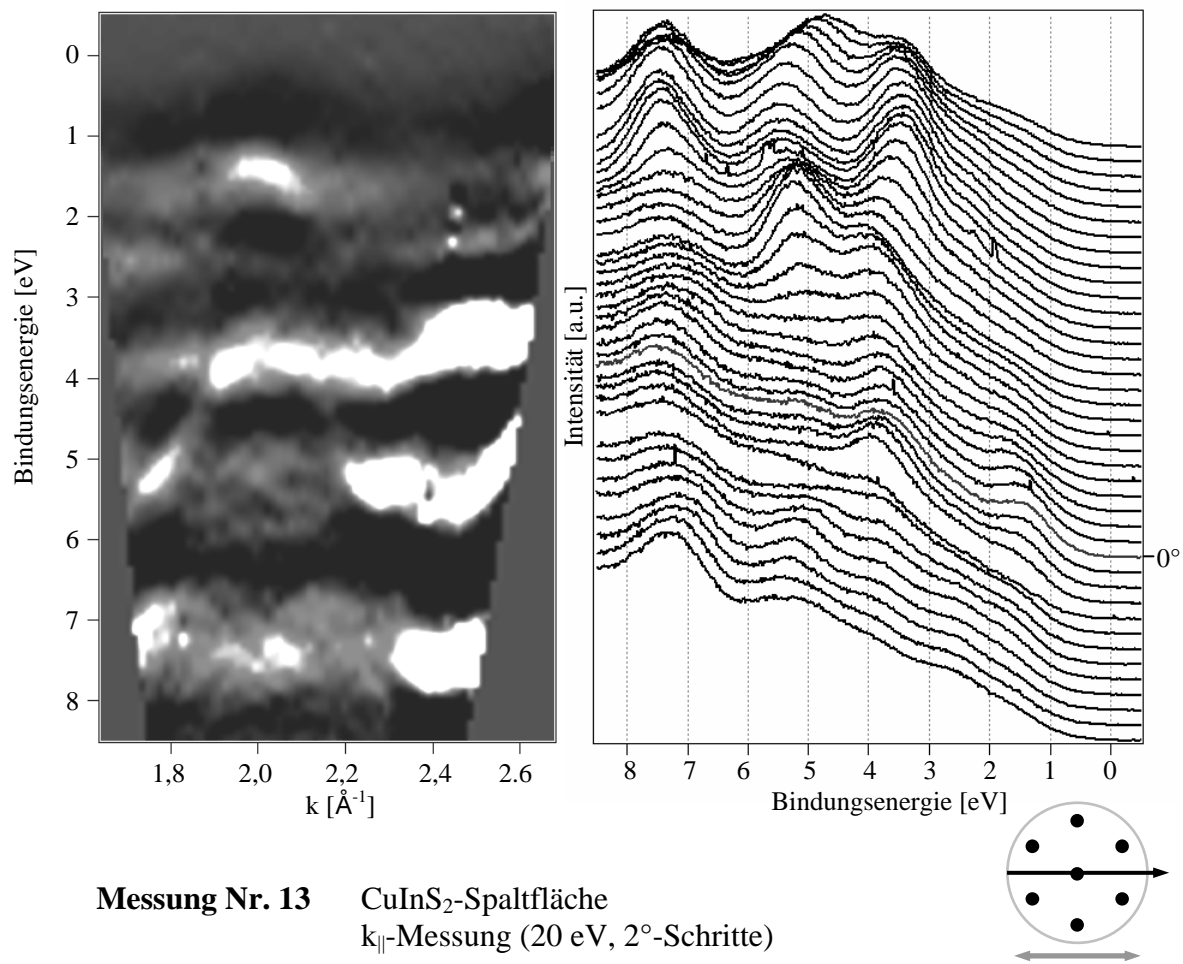 0
1
2
3
4
5
6
7
8
Bindungsenergie [eV]
1,8 2,0 2,2 2,4 2.6
k [Å-1]
Intensität [a.u.]
0°
8 7 6 5 4 3 2 1 0
Bindungsenergie [eV]
Messung Nr. 13 CuInS2-Spaltfläche
k||-Messung (20 eV, 2°-Schritte)